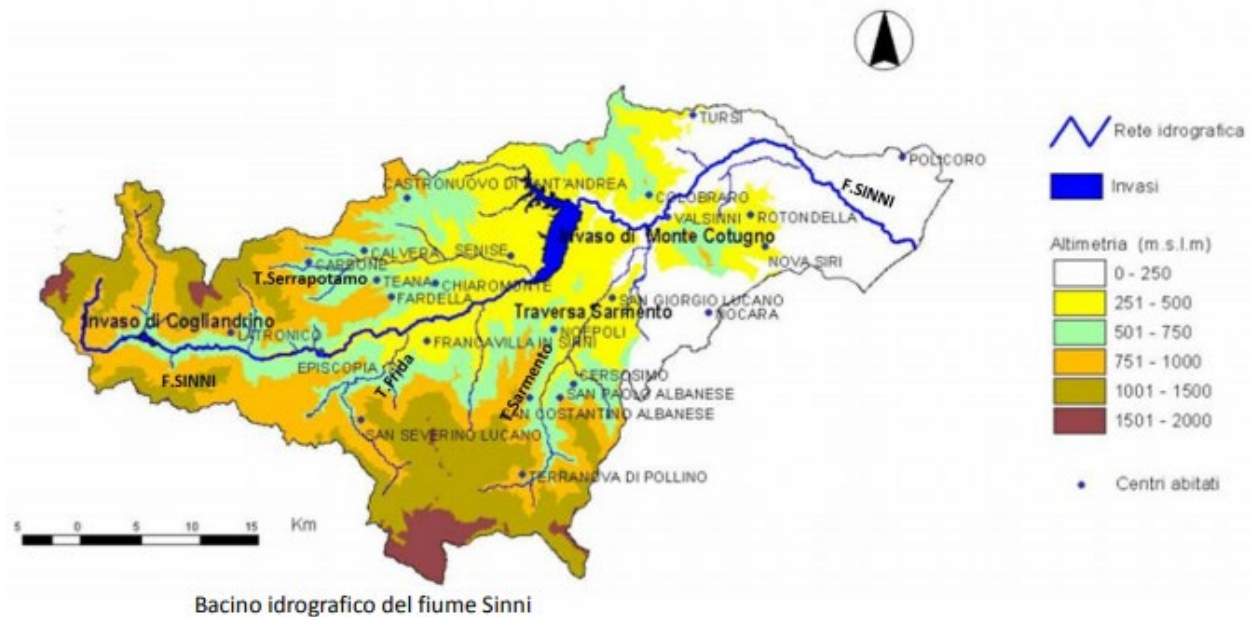 TURSI
POLICORO
F.SINNI
CASTRONUOVO DI SANT'ANDREA
COLOBRARO
VALSINNI
ROTONDELLA
Invaso di Monte Cotugno
CALVERA
SENISE
NOVA SIRI
CARBONE
T.Serrapotamo
TEANA
CHIAROMONTE
FARDELLA
SAN GIORGIO LUCANO
Traversa Sarmento
NOCARA
Invaso di Cogliandrino
LATRONICO
NOEPOLI
FRANCAVILLA IN SINNI
EPISCOPIA
F.SINNI
T.Frida
T.Sarmento
CERSOSIMO
SAN PAOLO ALBANESE
SAN COSTANTINO ALBANESE
SAN SEVERINO LUCANO
TERRANOVA DI POLLINO
5 0 5 10 15 Km
Rete idrografica
Invasi
Altimetria (m.s.l.m)
0 - 250
251 - 500
501 - 750
751 - 1000
1001 - 1500
1501 - 2000
Centri abitati
Bacino idrografico del fiume Sinni